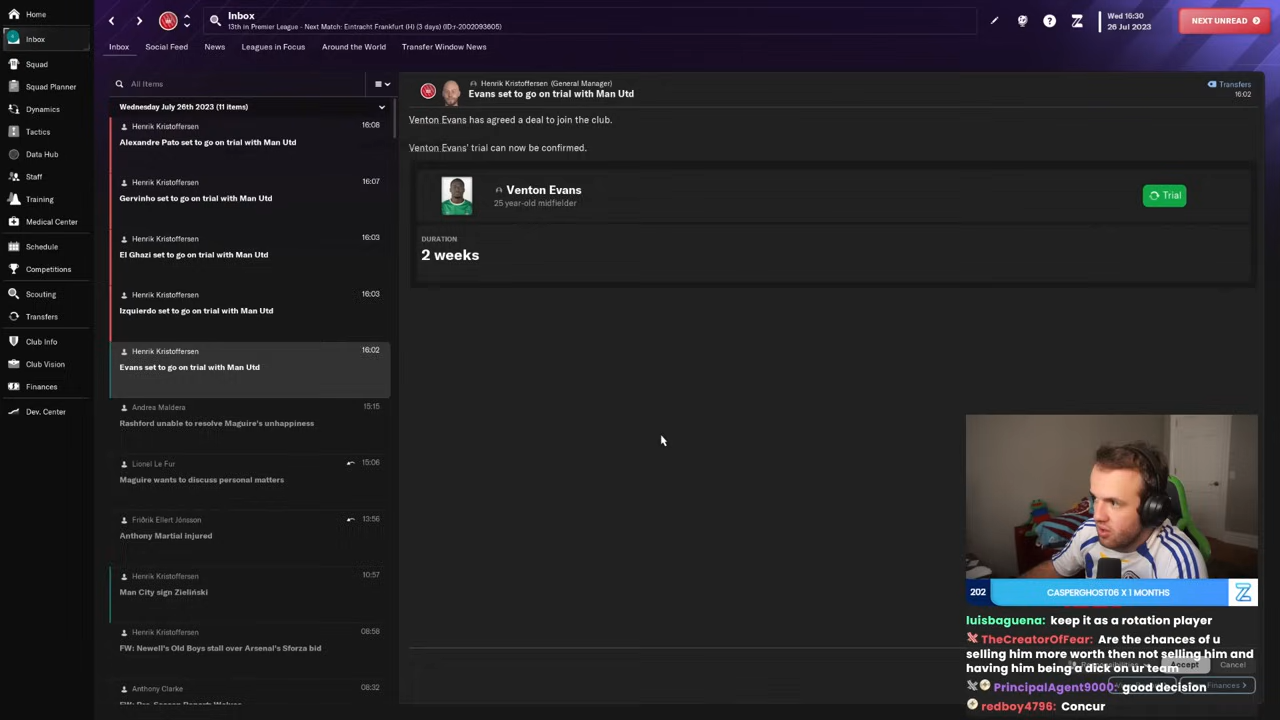 Home
Inbox
Squad
Squad Planner
Dynamics
Tactics
Data Hub
Staff
Training
Medical Center
Schedule
Competitions
Scouting
Transfers
Club Info
Club Vision
Finances
Dev. Center
Inbox
13th in Premier League - Next Match: Eintracht Frankfurt (H) (3 days) (ID:r-2002093605)
Wed 16:30
26 Jul 2023
NEXT UNREAD
Inbox
Social Feed
News
Leagues in Focus
Around the World
Transfer Window News
All Items
Wednesday July 26th 2023 (11 items)
Henrik Kristoffersen 16:08
Alexandre Pato set to go on trial with Man Utd
Henrik Kristoffersen 16:07
Gervinho set to go on trial with Man Utd
Henrik Kristoffersen 16:03
El Ghazi set to go on trial with Man Utd
Henrik Kristoffersen 16:03
Izquierdo set to go on trial with Man Utd
Henrik Kristoffersen 16:02
Evans set to go on trial with Man Utd
Andrea Maldera 15:15
Rashford unable to resolve Maguire's unhappiness
Lionel Le Fur 15:06
Maguire wants to discuss personal matters
Friðrik Ellert Jónsson 13:56
Anthony Martial injured
Henrik Kristoffersen 10:57
Man City sign Zieliński
Henrik Kristoffersen 08:58
FW: Newell's Old Boys stall over Arsenal's Sforza bid
Anthony Clarke 08:32
Henrik Kristoffersen (General Manager)
Evans set to go on trial with Man Utd
Transfers
16:02
Venton Evans has agreed a deal to join the club.
Venton Evans' trial can now be confirmed.
Venton Evans
25 year-old midfielder
Trial
DURATION
2 weeks
202 CASPERGHOST06 X 1 MONTHS
luisbaguena: keep it as a rotation player
TheCreatorOfFear: Are the chances of u
selling him more worth then not selling him and
having him being a dick on ur team
Accept
Cancel
PrincipalAgent9000: good decision
Finances
redboy4796: Concur